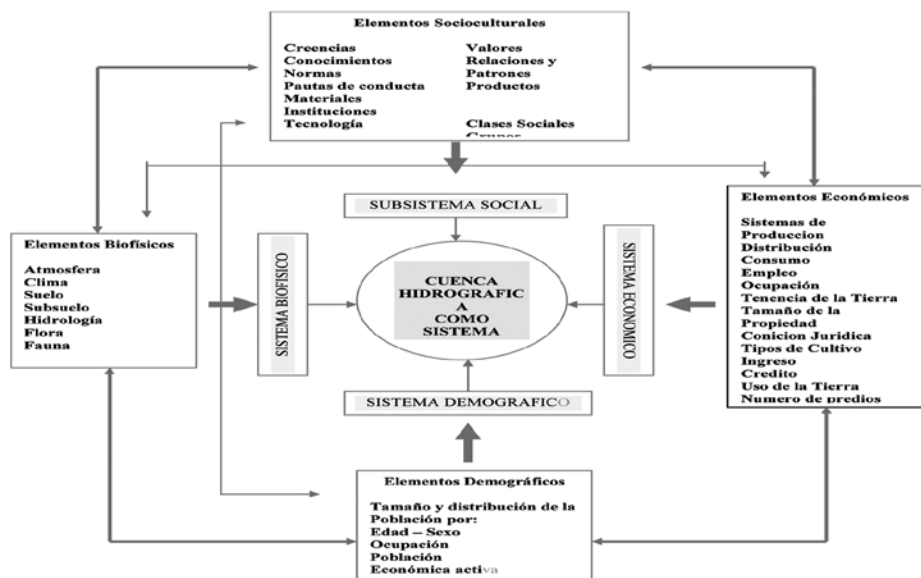 Elementos Socioculturales
Creencias
Conocimientos
Normas
Pautas de conducta
Materiales
Instituciones
Tecnología
Valores
Relaciones y
Patrones
Productos
Clases Sociales
Grupos
SUBSISTEMA SOCIAL
Elementos Biofísicos
Atmosfera
Clima
Suelo
Subsuelo
Hidrología
Flora
Fauna
SISTEMA BIOFISICO
CUENCA
HIDROGRAFIC
A
COMO
SISTEMA
SISTEMA ECONOMICO
Elementos Económicos
Sistemas de
Produccion
Distribución
Consumo
Empleo
Ocupación
Tenencia de la Tierra
Tamaño de la
Propiedad
Conicion Juridica
Tipos de Cultivo
Ingreso
Credito
Uso de la Tierra
Numero de predios
SISTEMA DEMOGRAFICO
Elementos Demográficos
Tamaño y distribución de la
Población por:
Edad – Sexo
Ocupación
Población
Económica activa